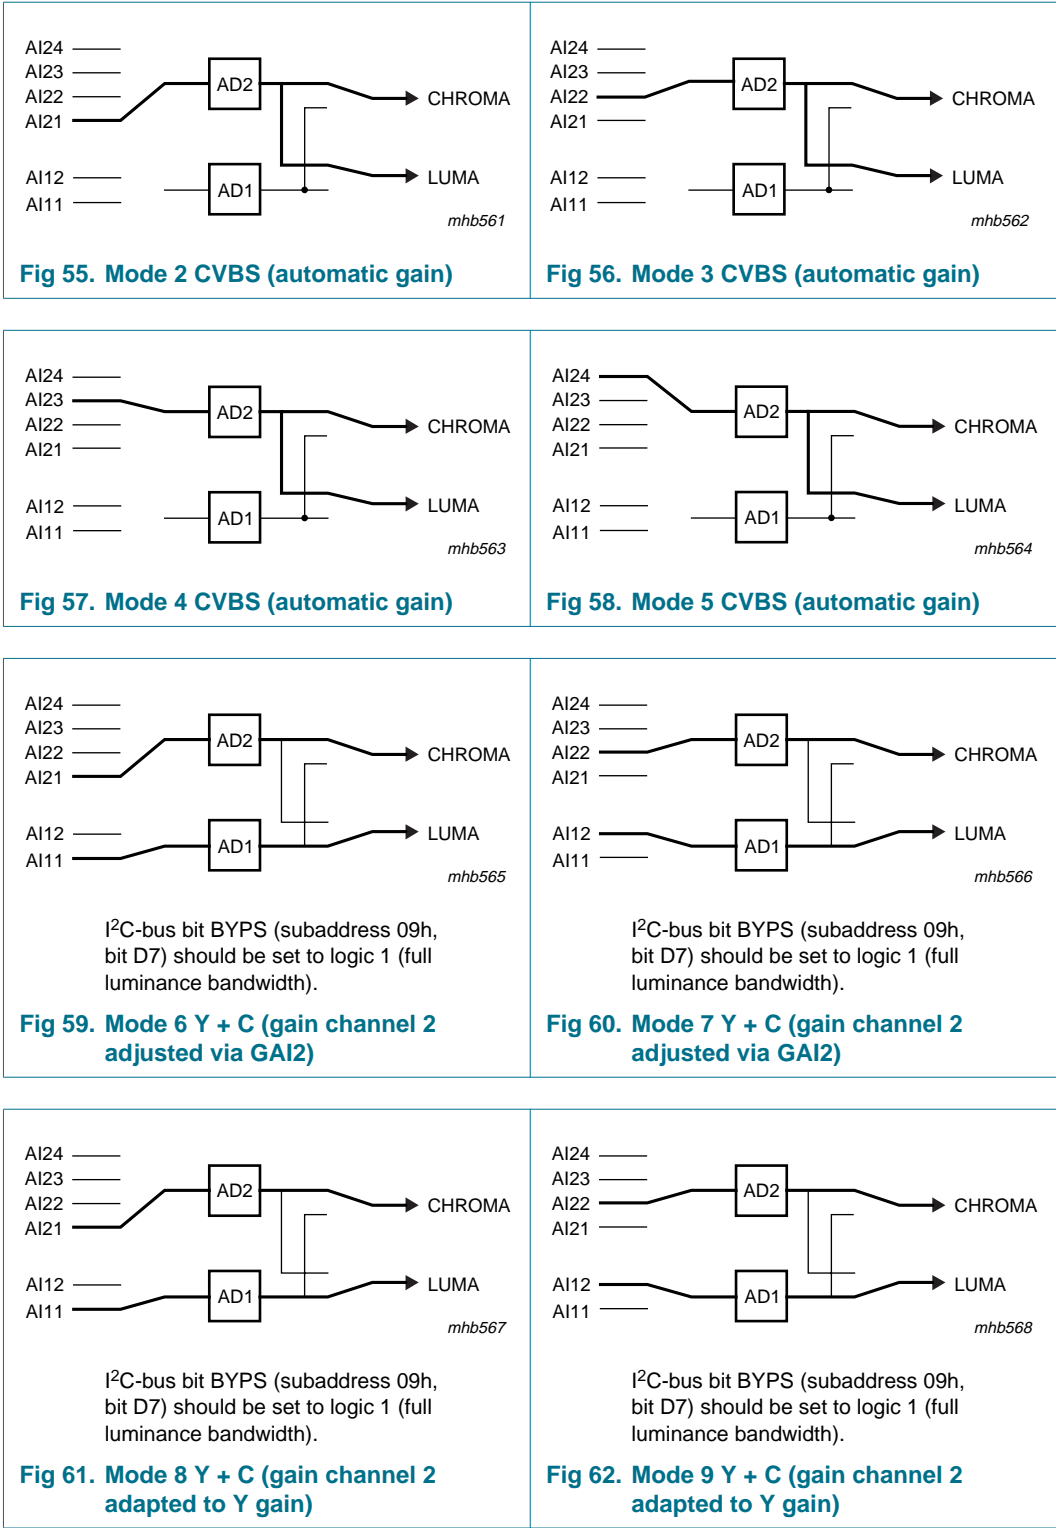 AI24
AI23
AI22
AI21
AI12
AI11
AD2
AD1
CHROMA
LUMA
mhb561
Fig 55. Mode 2 CVBS (automatic gain)
AI24
AI23
AI22
AI21
AI12
AI11
AD2
AD1
CHROMA
LUMA
mhb562
Fig 56. Mode 3 CVBS (automatic gain)
AI24
AI23
AI22
AI21
AI12
AI11
AD2
AD1
CHROMA
LUMA
mhb563
Fig 57. Mode 4 CVBS (automatic gain)
AI24
AI23
AI22
AI21
AI12
AI11
AD2
AD1
CHROMA
LUMA
mhb564
Fig 58. Mode 5 CVBS (automatic gain)
AI24
AI23
AI22
AI21
AI12
AI11
AD2
AD1
CHROMA
LUMA
mhb565
I²C-bus bit BYPS (subaddress 09h,
bit D7) should be set to logic 1 (full
luminance bandwidth).
Fig 59. Mode 6 Y + C (gain channel 2
adjusted via GAI2)
AI24
AI23
AI22
AI21
AI12
AI11
AD2
AD1
CHROMA
LUMA
mhb566
I²C-bus bit BYPS (subaddress 09h,
bit D7) should be set to logic 1 (full
luminance bandwidth).
Fig 60. Mode 7 Y + C (gain channel 2
adjusted via GAI2)
AI24
AI23
AI22
AI21
AI12
AI11
AD2
AD1
CHROMA
LUMA
mhb567
I²C-bus bit BYPS (subaddress 09h,
bit D7) should be set to logic 1 (full
luminance bandwidth).
Fig 61. Mode 8 Y + C (gain channel 2
adapted to Y gain)
AI24
AI23
AI22
AI21
AI12
AI11
AD2
AD1
CHROMA
LUMA
mhb568
I²C-bus bit BYPS (subaddress 09h,
bit D7) should be set to logic 1 (full
luminance bandwidth).
Fig 62. Mode 9 Y + C (gain channel 2
adapted to Y gain)